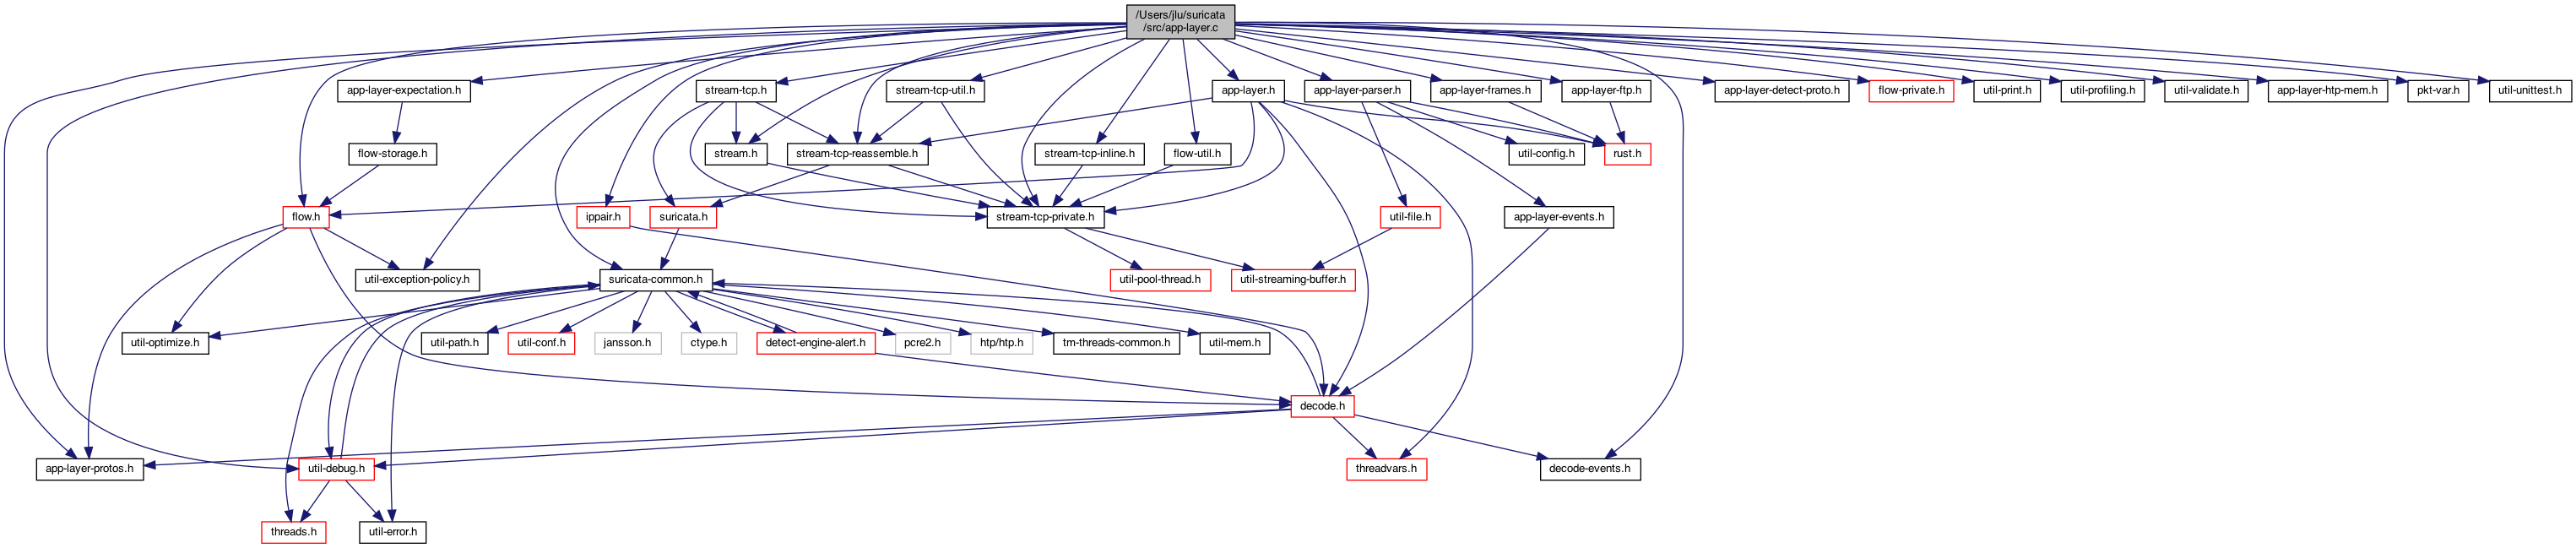 /Users/jlu/suricata
/src/app-layer.c
app-layer-expectation.h
stream-tcp.h
stream-tcp-util.h
app-layer.h
app-layer-parser.h
app-layer-frames.h
app-layer-ftp.h
app-layer-detect-proto.h
flow-private.h
util-print.h
util-profiling.h
util-validate.h
app-layer-htp-mem.h
pkt-var.h
util-unittest.h
flow-storage.h
stream.h
stream-tcp-reassemble.h
stream-tcp-inline.h
flow-util.h
util-config.h
rust.h
flow.h
ippair.h
suricata.h
stream-tcp-private.h
util-file.h
app-layer-events.h
util-exception-policy.h
suricata-common.h
util-pool-thread.h
util-streaming-buffer.h
util-optimize.h
util-path.h
util-conf.h
jansson.h
ctype.h
detect-engine-alert.h
pcre2.h
htp/htp.h
tm-threads-common.h
util-mem.h
decode.h
app-layer-protos.h
util-debug.h
threadvars.h
decode-events.h
threads.h
util-error.h